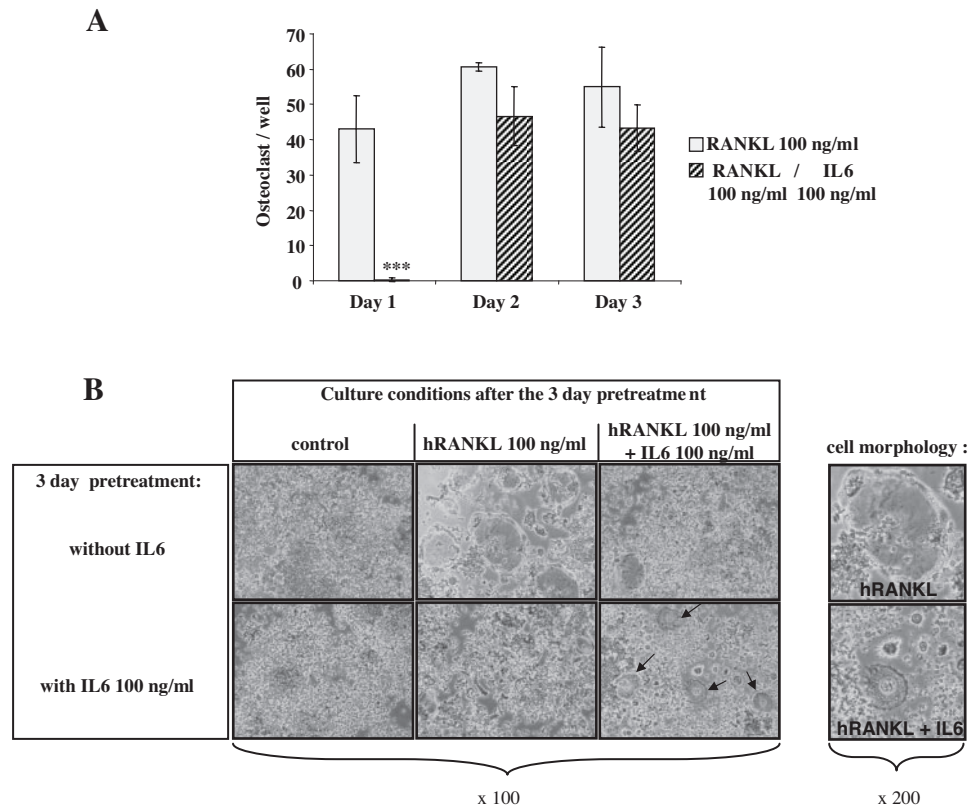 A
70
60
50
40
30
20
10
0
Osteoclast / well
***
Day 1 Day 2 Day 3
RANKL 100 ng/ml
RANKL / IL6
100 ng/ml 100 ng/ml
B
Culture conditions after the 3 day pretreatment
control
hRANKL 100 ng/ml
hRANKL 100 ng/ml
+ IL6 100 ng/ml
cell morphology :
3 day pretreatment:
without IL6
hRANKL
with IL6 100 ng/ml
hRANKL + IL6
x 100
x 200